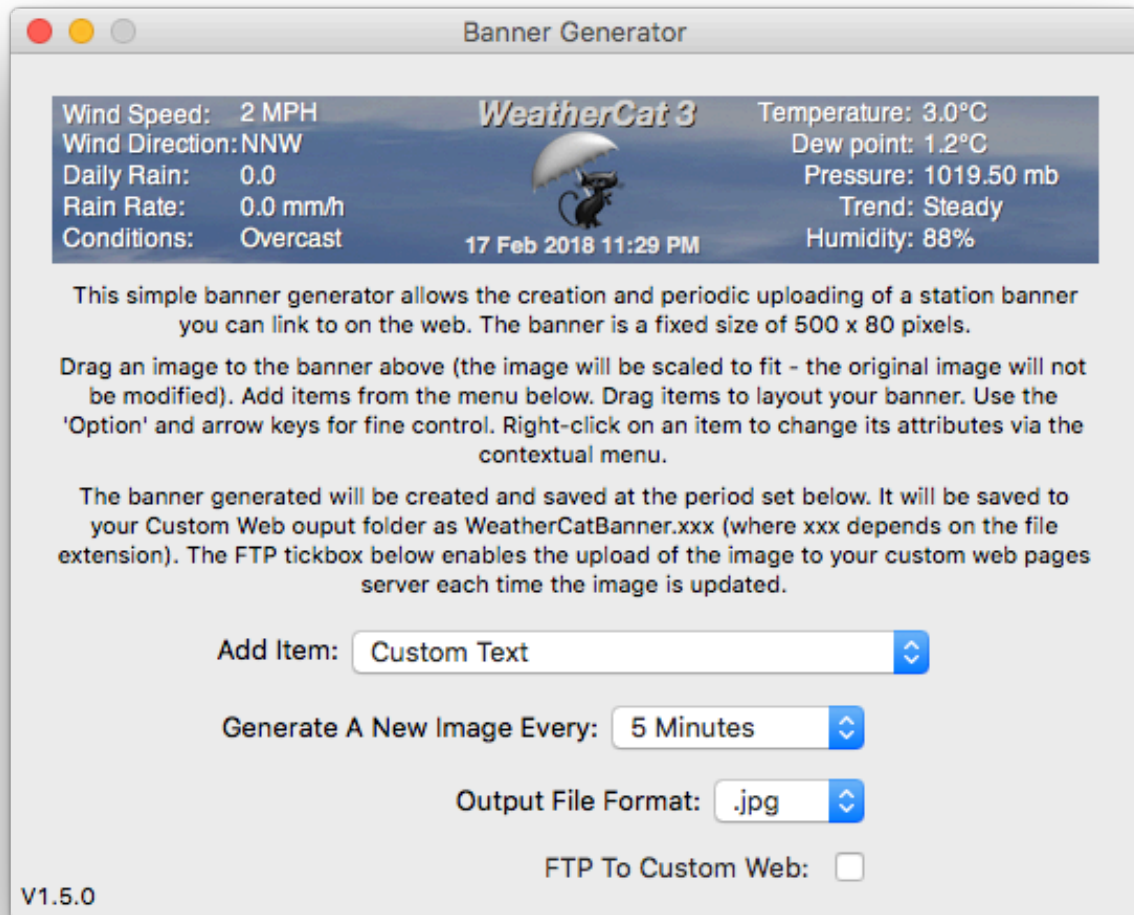 Banner Generator
Wind Speed: 2 MPH
Wind Direction: NNW
Daily Rain: 0.0
Rain Rate: 0.0 mm/h
Conditions: Overcast
WeatherCat 3
17 Feb 2018 11:29 PM
Temperature: 3.0°C
Dew point: 1.2°C
Pressure: 1019.50 mb
Trend: Steady
Humidity: 88%
This simple banner generator allows the creation and periodic uploading of a station banner
you can link to on the web. The banner is a fixed size of 500 x 80 pixels.
Drag an image to the banner above (the image will be scaled to fit - the original image will not
be modified). Add items from the menu below. Drag items to layout your banner. Use the
'Option' and arrow keys for fine control. Right-click on an item to change its attributes via the
contextual menu.
The banner generated will be created and saved at the period set below. It will be saved to
your Custom Web ouput folder as WeatherCatBanner.xxx (where xxx depends on the file
extension). The FTP tickbox below enables the upload of the image to your custom web pages
server each time the image is updated.
Add Item: Custom Text
Generate A New Image Every: 5 Minutes
Output File Format: .jpg
FTP To Custom Web:
V1.5.0